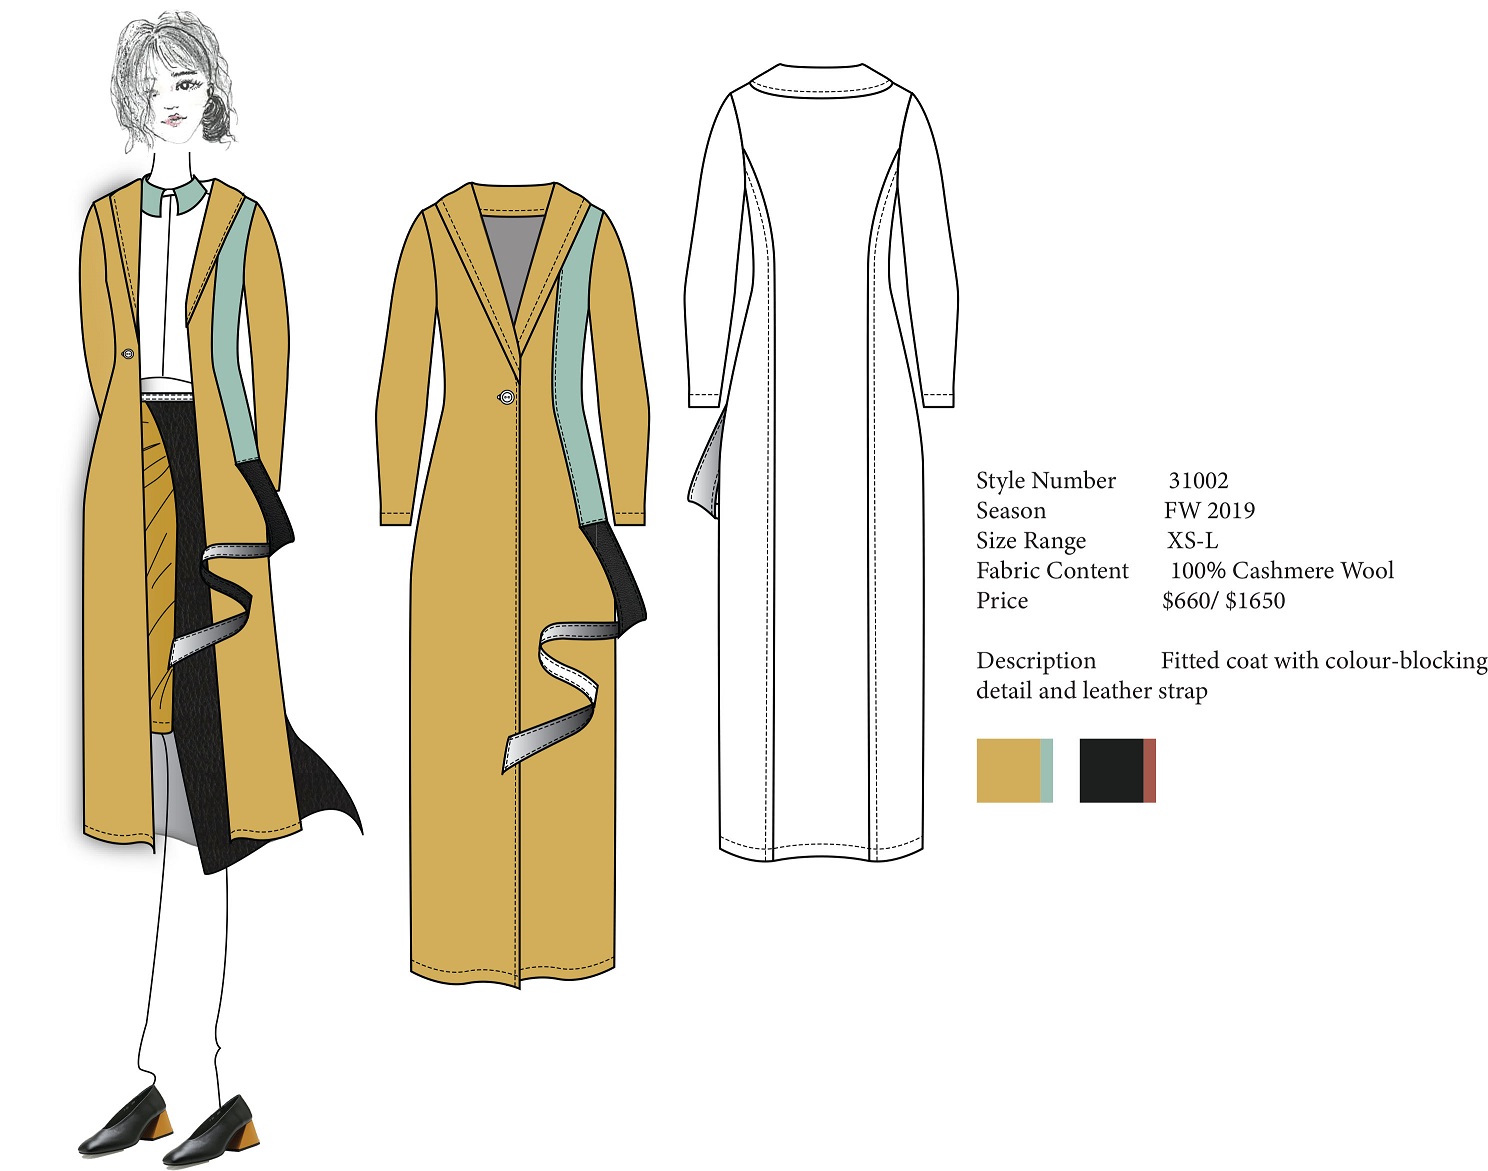 Style Number 31002
Season FW 2019
Size Range XS-L
Fabric Content 100% Cashmere Wool
Price $660/ $1650
Description Fitted coat with colour-blocking
detail and leather strap